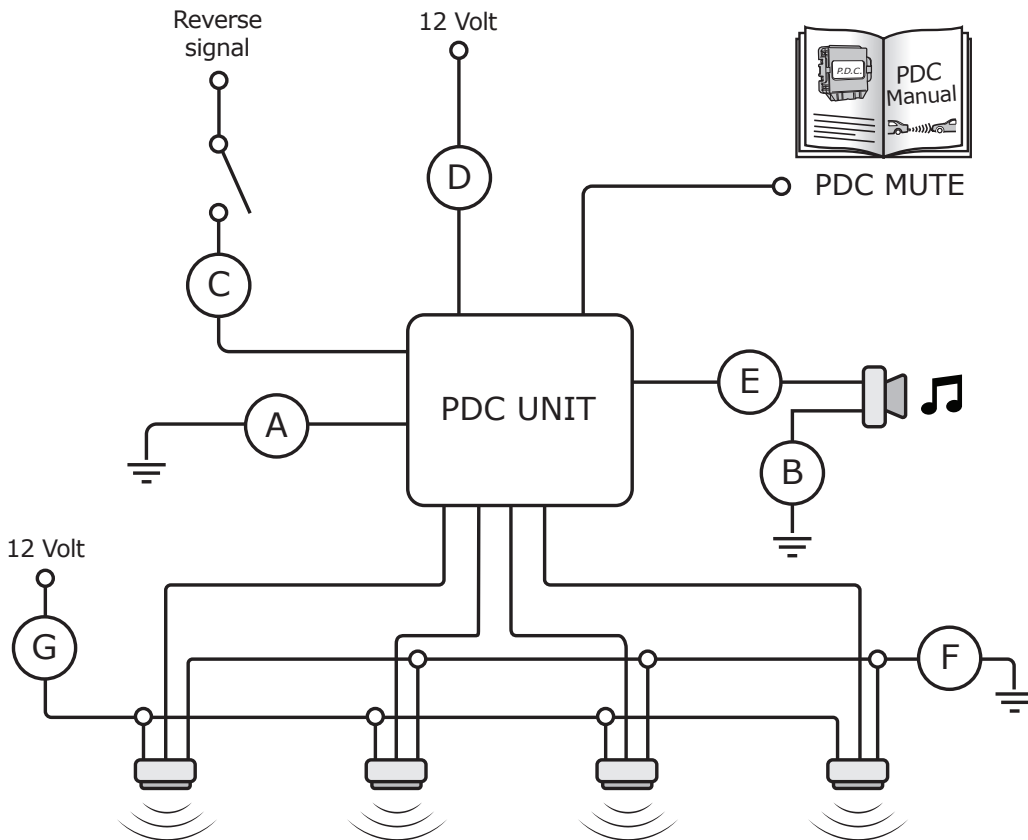 Reverse
signal
12 Volt
P.D.C.
PDC
Manual
D
PDC MUTE
C
E
PDC UNIT
A
B
12 Volt
G
F